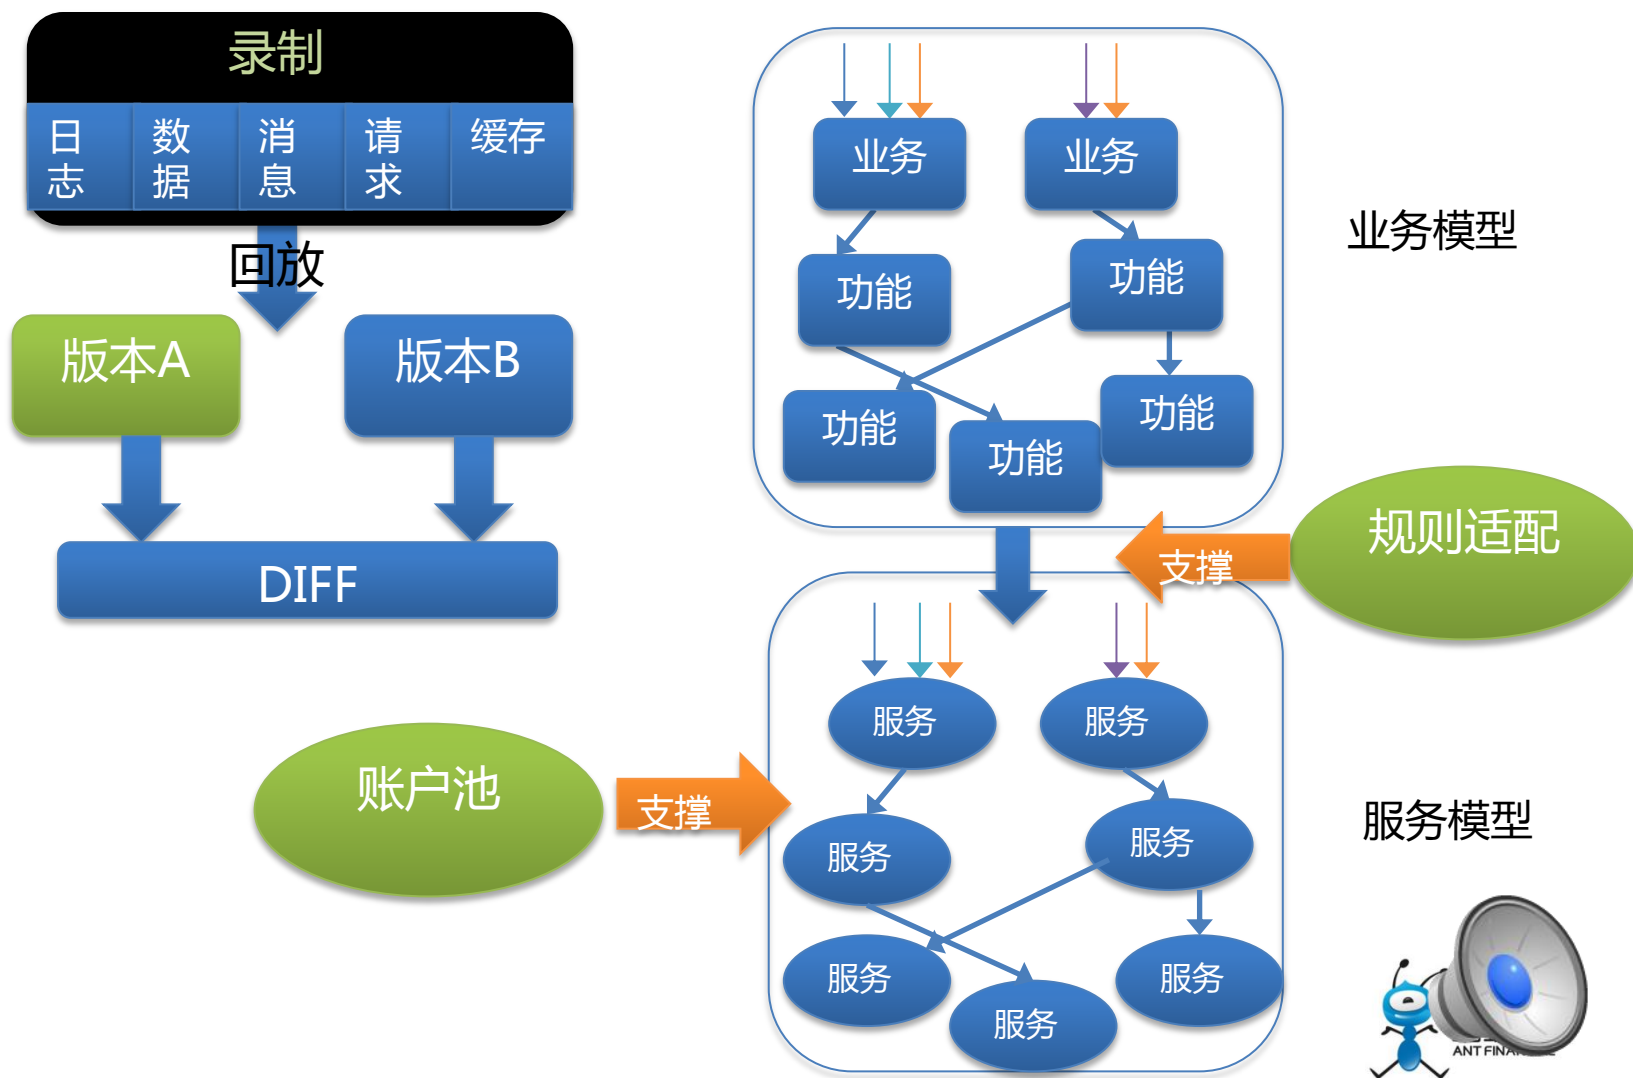 录制
日
志
数
据
消
息
请
求
缓存
回放
版本A
版本B
DIFF
业务
业务
功能
功能
功能
功能
功能
业务模型
规则适配
支撑
服务
服务
服务
服务
服务
服务
服务
账户池
支撑
服务模型